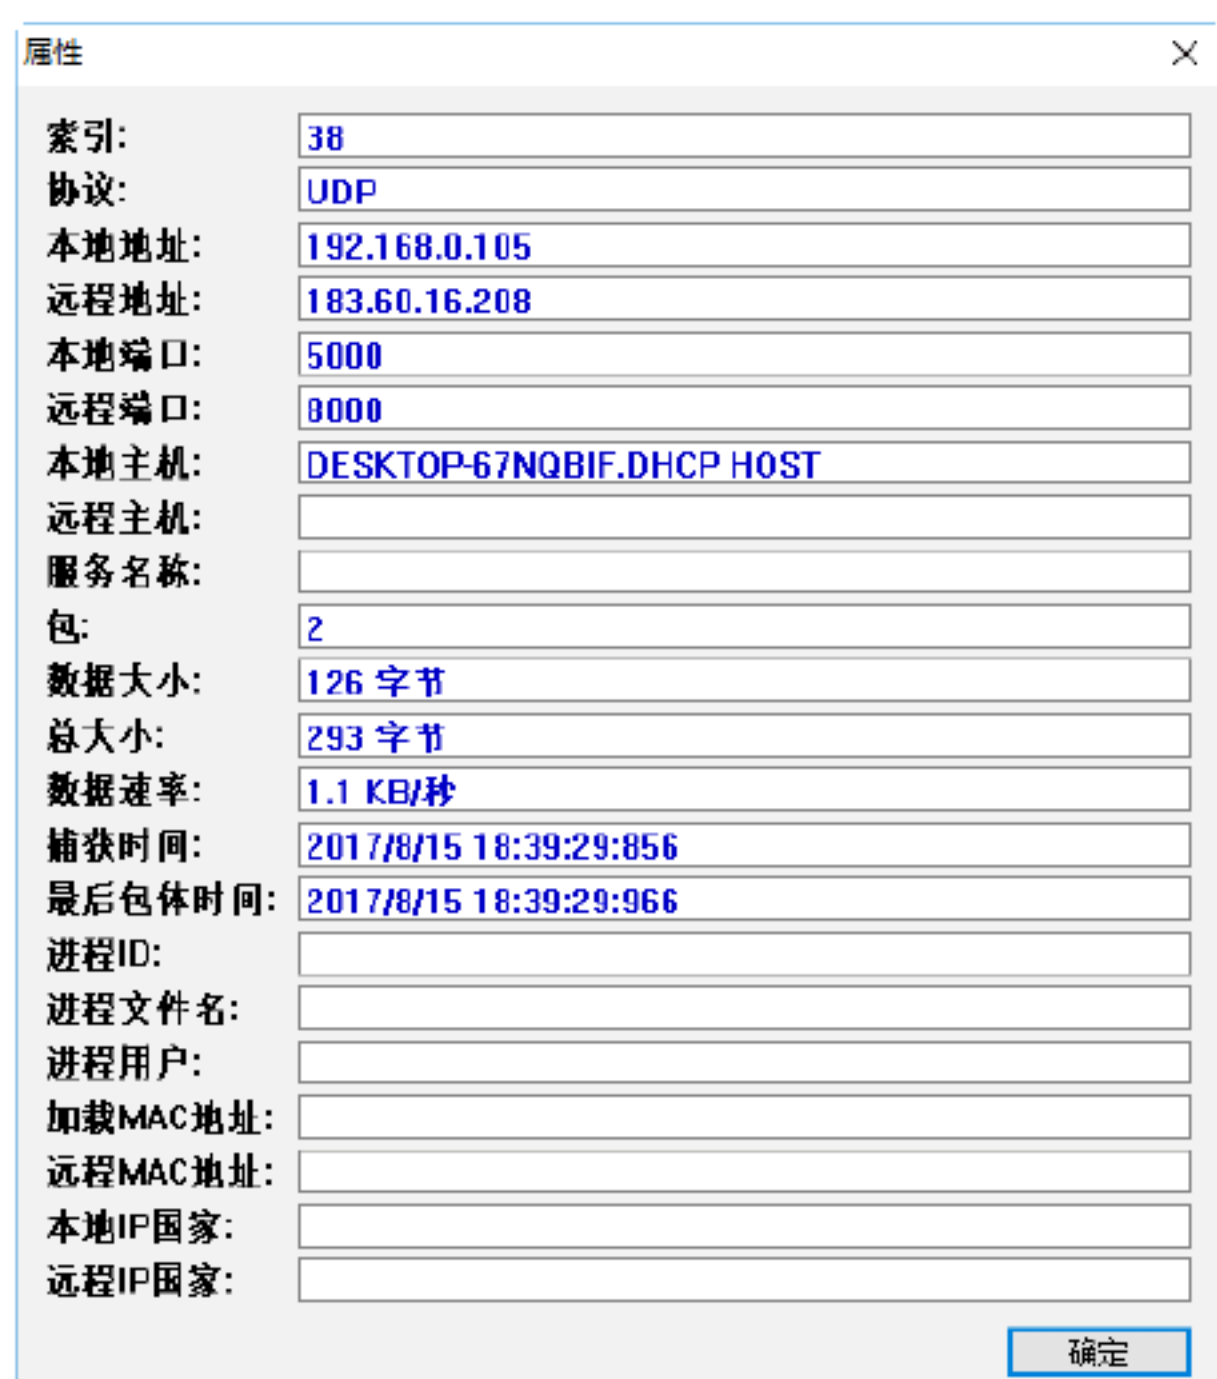 属性
索引: 38
协议: UDP
本地地址: 192.168.0.105
远程地址: 183.60.16.208
本地端口: 5000
远程端口: 8000
本地主机: DESKTOP-67NQBIF.DHCP HOST
远程主机:
服务名称:
包: 2
数据大小: 126 字节
总大小: 293 字节
数据速率: 1.1 KB/秒
捕获时间: 2017/8/15 18:39:29:856
最后包体时间: 2017/8/15 18:39:29:966
进程ID:
进程文件名:
进程用户:
加载MAC地址:
远程MAC地址:
本地IP国家:
远程IP国家:
确定